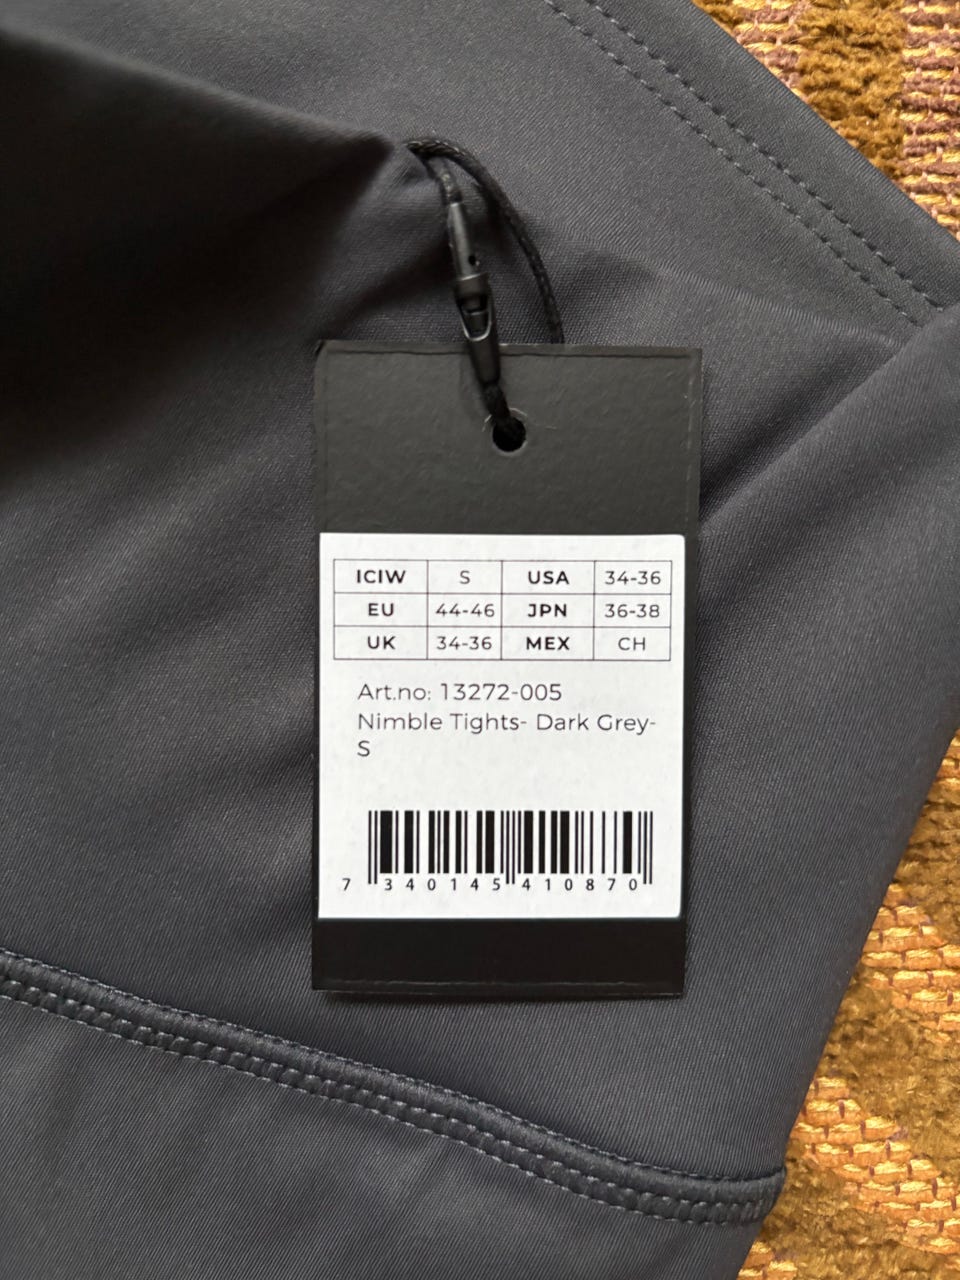 ICIW S USA 34-36
EU 44-46 JPN 36-38
UK 34-36 MEX CH
Art.no: 13272-005
Nimble Tights- Dark Grey-
S
7 340145 410870